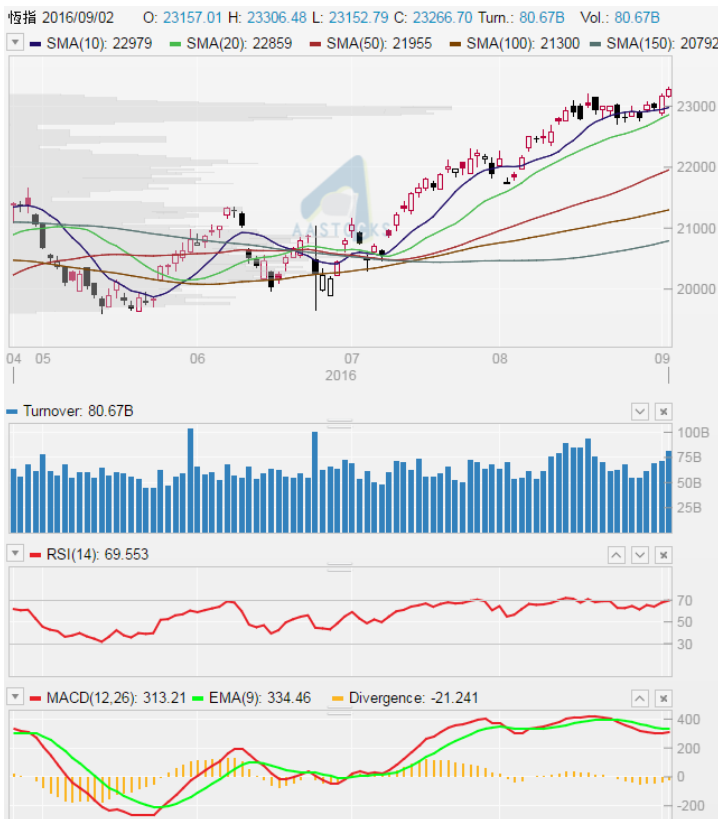 恆指 2016/09/02 O: 23157.01 H: 23306.48 L: 23152.79 C: 23266.70 Turn.: 80.67B Vol.: 80.67B
SMA(10): 22979 SMA(20): 22859 SMA(50): 21955 SMA(100): 21300 SMA(150): 20792
23000
22000
AASTOCKS
21000
20000
04 05 06 07 08 09
2016
Turnover: 80.67B
100B
75B
50B
25B
RSI(14): 69.553
70
50
30
MACD(12,26): 313.21 EMA(9): 334.46 Divergence: -21.241
400
200
0
-200